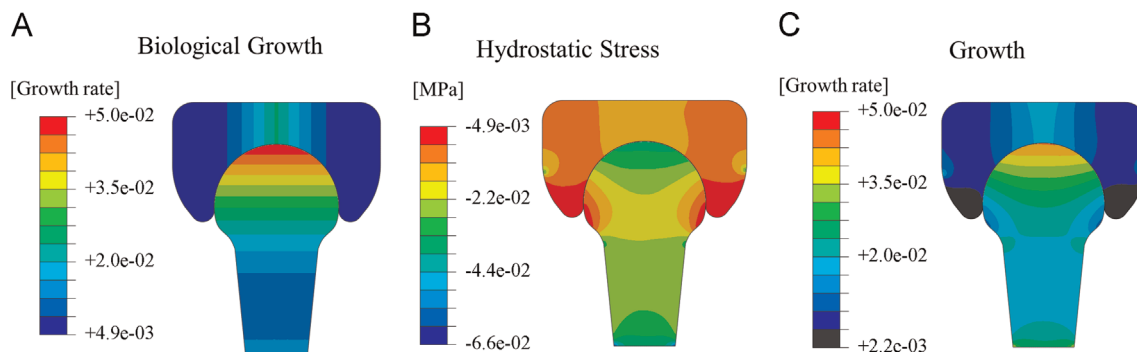 A
Biological Growth
[Growth rate]
+5.0e-02
+3.5e-02
+2.0e-02
+4.9e-03
B
Hydrostatic Stress
[MPa]
-4.9e-03
-2.2e-02
-4.4e-02
-6.6e-02
C
Growth
[Growth rate]
+5.0e-02
+3.5e-02
+2.0e-02
+2.2e-03